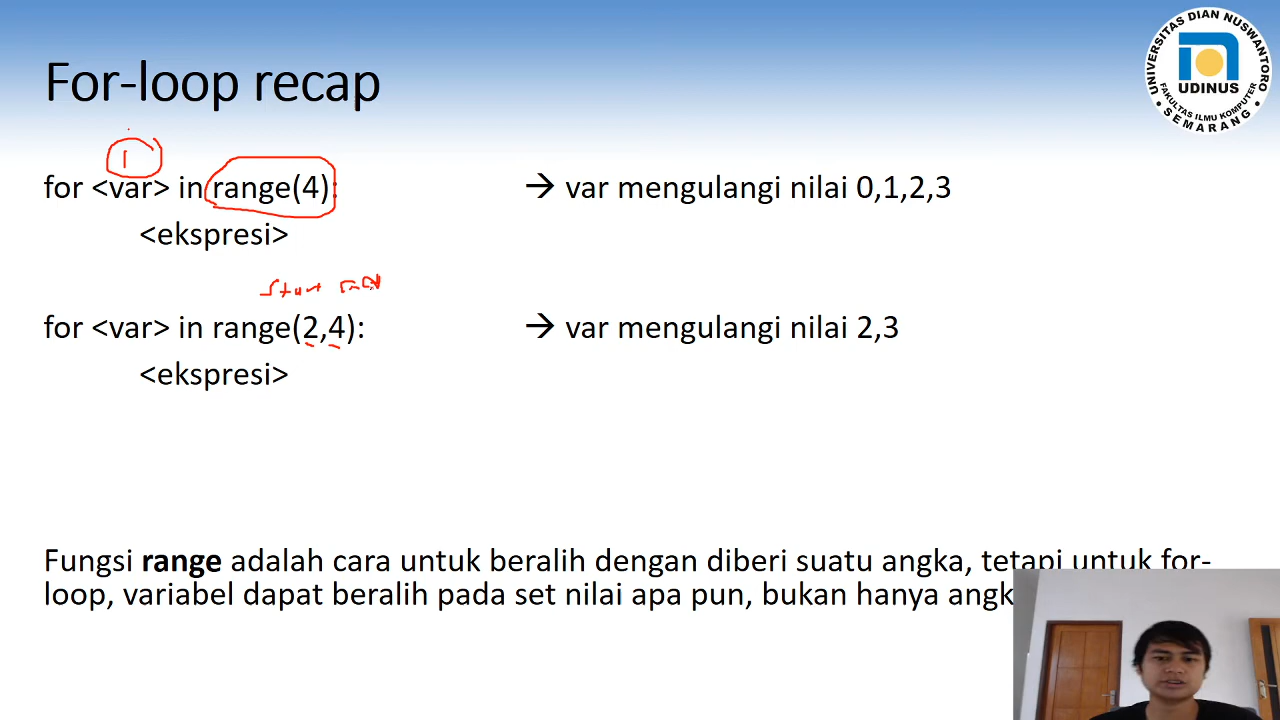 For-loop recap
UNIVERSITAS DIAN NUSWANTORO
UDINUS
FAKULTAS ILMU KOMPUTER
• SEMARANG •
for <var> in range(4): → var mengulangi nilai 0,1,2,3
<ekspresi>
start
for <var> in range(2,4): → var mengulangi nilai 2,3
<ekspresi>
Fungsi range adalah cara untuk beralih dengan diberi suatu angka, tetapi untuk for-
loop, variabel dapat beralih pada set nilai apa pun, bukan hanya angk